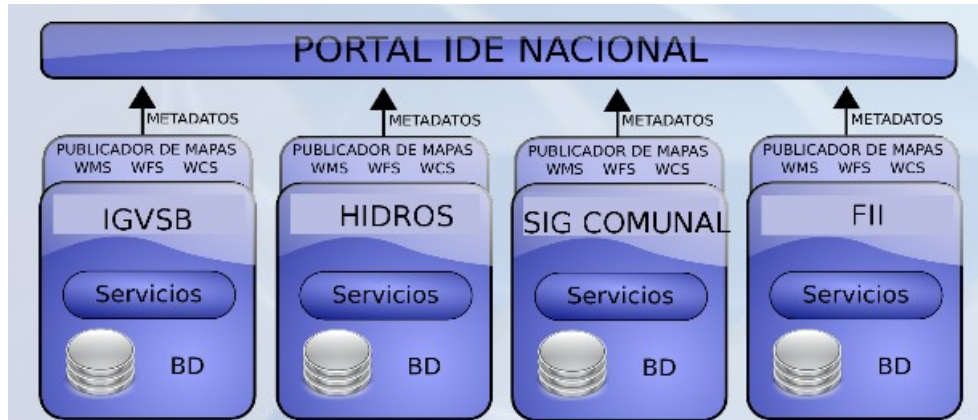 PORTAL IDE NACIONAL
METADATOS
METADATOS
METADATOS
METADATOS
PUBLICADOR DE MAPAS
WMS WFS WCS
IGVSB
Servicios
BD
PUBLICADOR DE MAPAS
WMS WFS WCS
HIDROS
Servicios
BD
PUBLICADOR DE MAPAS
WMS WFS WCS
SIG COMUNAL
Servicios
BD
PUBLICADOR DE MAPAS
WMS WFS WCS
FII
Servicios
BD